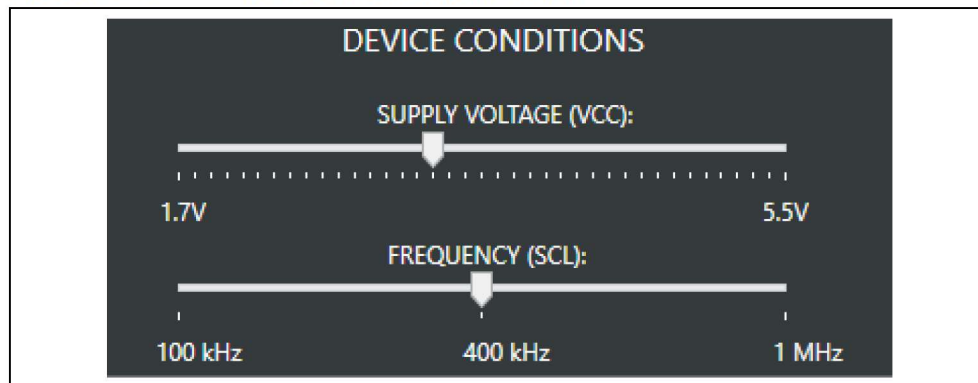 DEVICE CONDITIONS
SUPPLY VOLTAGE (VCC):
1.7V 5.5V
FREQUENCY (SCL):
100 kHz 400 kHz 1 MHz